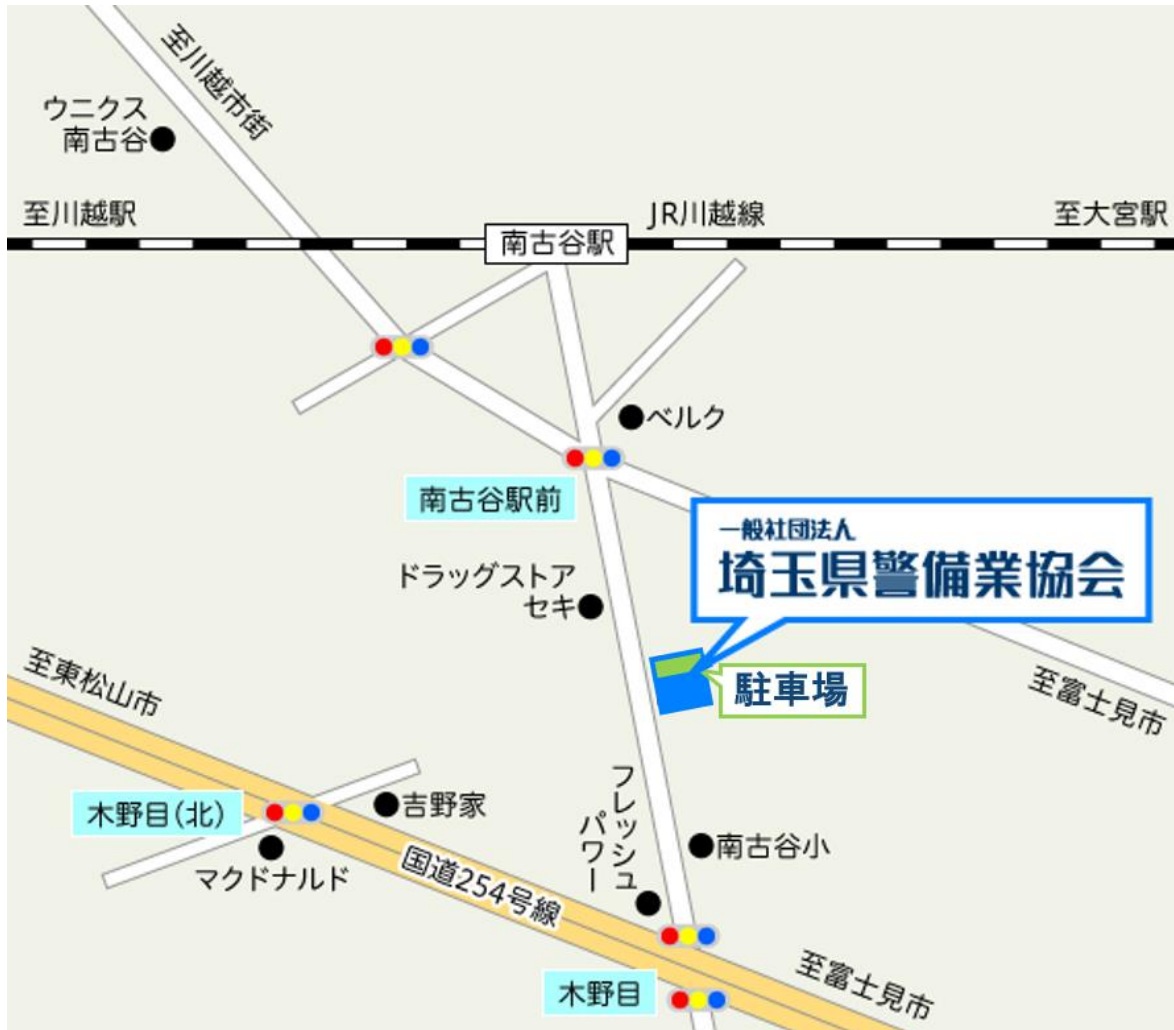 至川越市街
ウニクス
南古谷
至川越駅
JR川越線
至大宮駅
南古谷駅
ベルク
南古谷駅前
一般社団法人
埼玉県警備業協会
ドラッグストア
セキ
駐車場
至富士見市
至東松山市
木野目(北)
吉野家
マクドナルド
国道254号線
フレッシュ
パワー
南古谷小
木野目
至富士見市